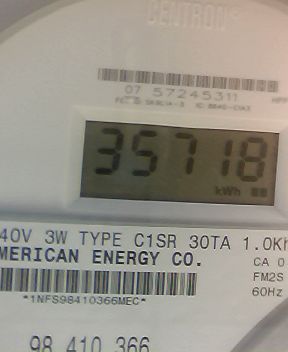 CENTRON®
07 57245311
35718
kWh
40V 3W TYPE C1SR 30TA 1.0Kh
MERICAN ENERGY CO.
CA 0
FM2S
*1NFS98410366MEC*
60Hz
98 410 366